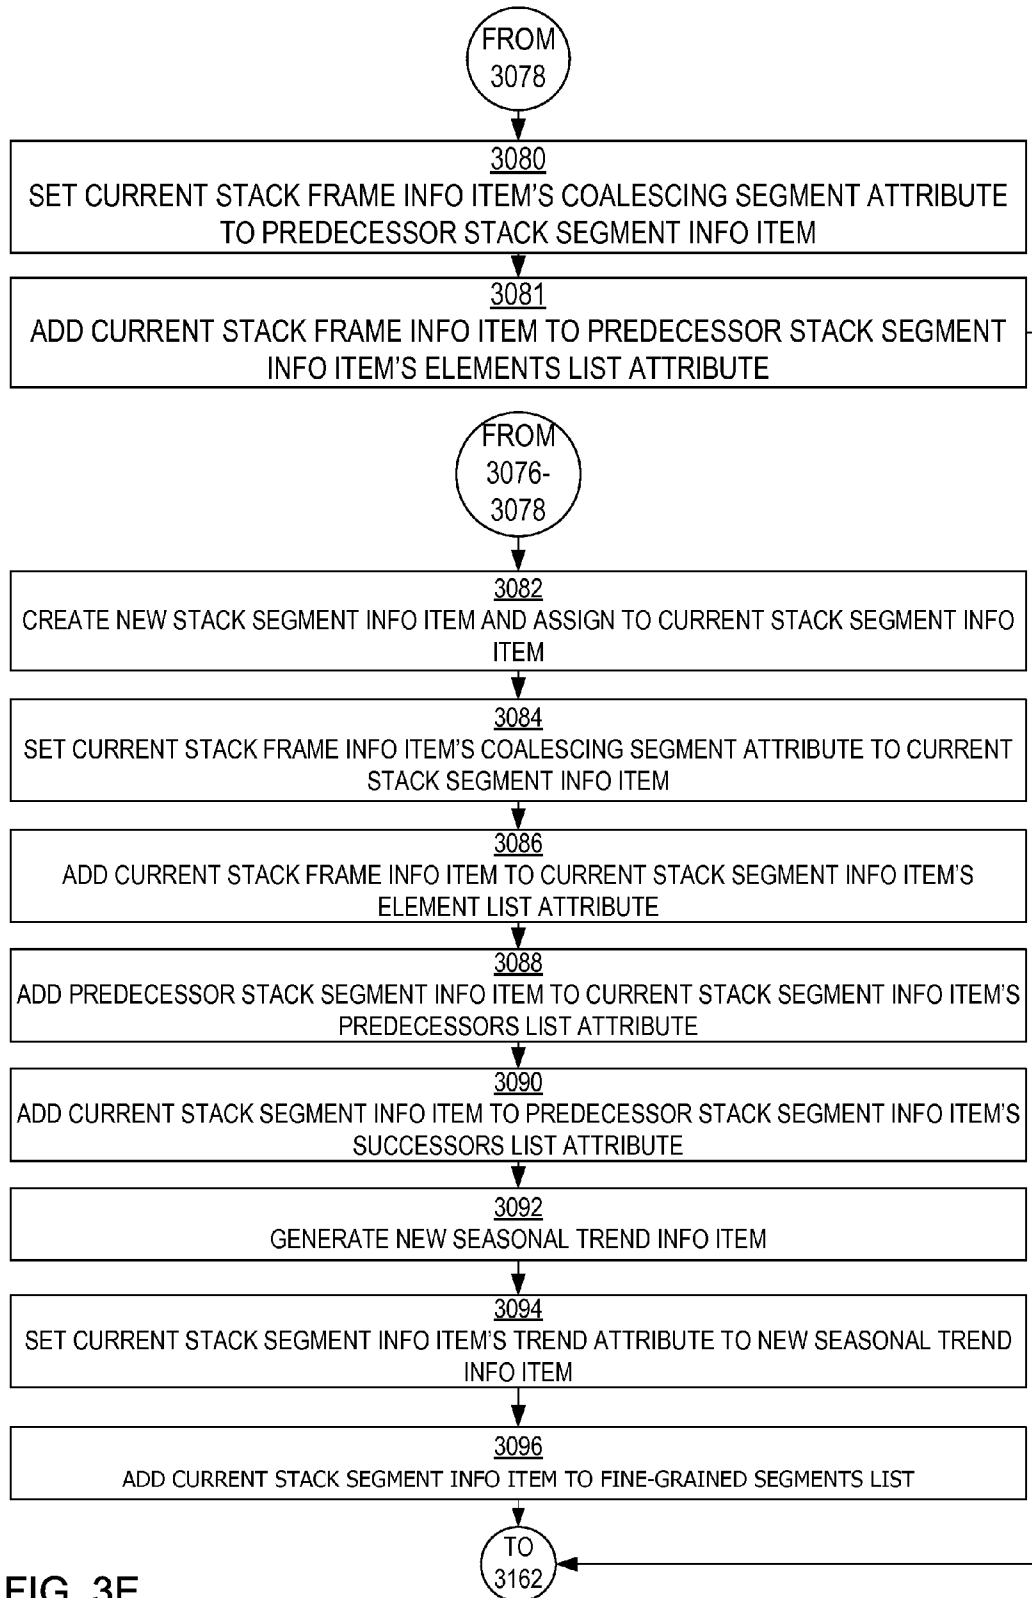 FROM
3078
3080
SET CURRENT STACK FRAME INFO ITEM'S COALESCING SEGMENT ATTRIBUTE
TO PREDECESSOR STACK SEGMENT INFO ITEM
3081
ADD CURRENT STACK FRAME INFO ITEM TO PREDECESSOR STACK SEGMENT
INFO ITEM'S ELEMENTS LIST ATTRIBUTE
FROM
3076-
3078
3082
CREATE NEW STACK SEGMENT INFO ITEM AND ASSIGN TO CURRENT STACK SEGMENT INFO
ITEM
3084
SET CURRENT STACK FRAME INFO ITEM'S COALESCING SEGMENT ATTRIBUTE TO CURRENT
STACK SEGMENT INFO ITEM
3086
ADD CURRENT STACK FRAME INFO ITEM TO CURRENT STACK SEGMENT INFO ITEM'S
ELEMENT LIST ATTRIBUTE
3088
ADD PREDECESSOR STACK SEGMENT INFO ITEM TO CURRENT STACK SEGMENT INFO ITEM'S
PREDECESSORS LIST ATTRIBUTE
3090
ADD CURRENT STACK SEGMENT INFO ITEM TO PREDECESSOR STACK SEGMENT INFO ITEM'S
SUCCESSORS LIST ATTRIBUTE
3092
GENERATE NEW SEASONAL TREND INFO ITEM
3094
SET CURRENT STACK SEGMENT INFO ITEM'S TREND ATTRIBUTE TO NEW SEASONAL TREND
INFO ITEM
3096
ADD CURRENT STACK SEGMENT INFO ITEM TO FINE-GRAINED SEGMENTS LIST
TO
3162
FIG. 3E